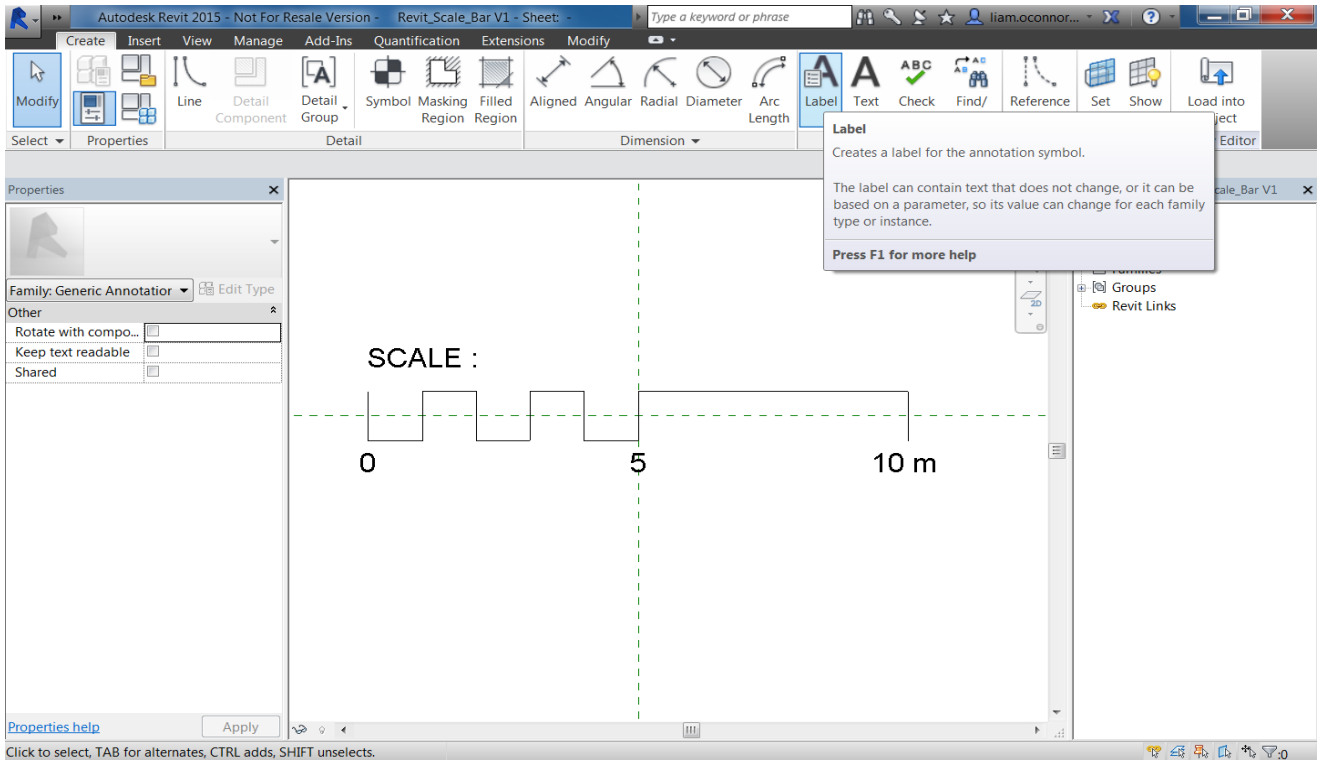 Autodesk Revit 2015 - Not For Resale Version - Revit_Scale_Bar V1 - Sheet: - Type a keyword or phrase liam.oconnor...
Create Insert View Manage Add-Ins Quantification Extensions Modify
Modify Line Detail Component Detail Group Symbol Masking Region Filled Region Aligned Angular Radial Diameter Arc Length Label Text Check Find/ Reference Set Show Load into ject
Select Properties Detail Dimension Editor
Label
Creates a label for the annotation symbol.
The label can contain text that does not change, or it can be
based on a parameter, so its value can change for each family
type or instance.
Press F1 for more help
Properties
cale_Bar V1
Families
Family: Generic Annotatior Edit Type
Groups
Other
Revit Links
2D
Rotate with compo...
Keep text readable
Shared
SCALE :
0 5 10 m
Properties help Apply
Click to select, TAB for alternates, CTRL adds, SHIFT unselects.
:0